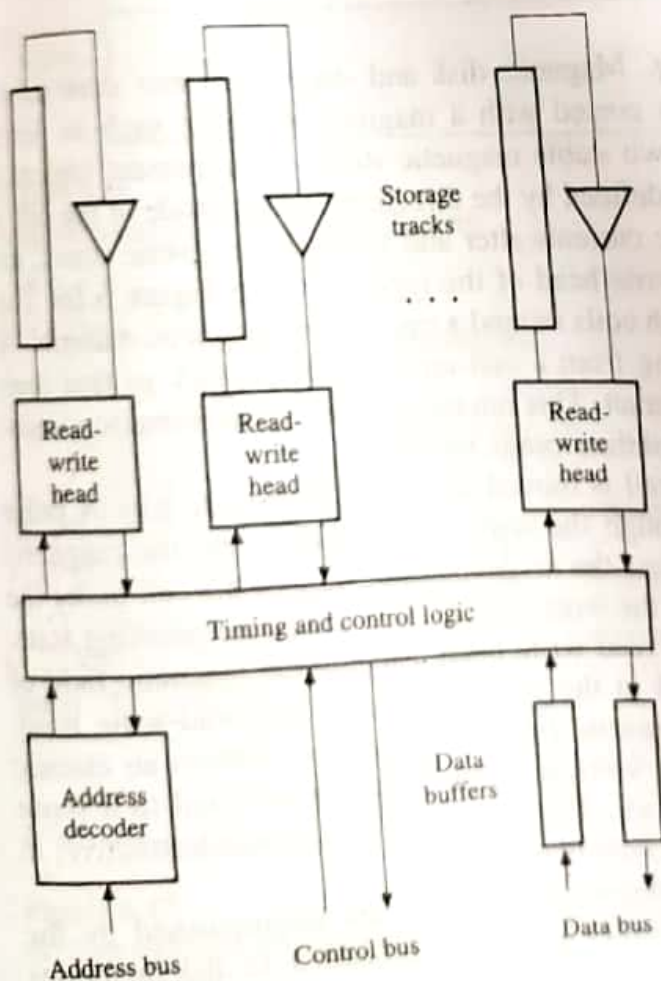 Storage
tracks
. . .
Read-
write
head
Read-
write
head
Read-
write
head
Timing and control logic
Address
decoder
Data
buffers
Address bus
Control bus
Data bus